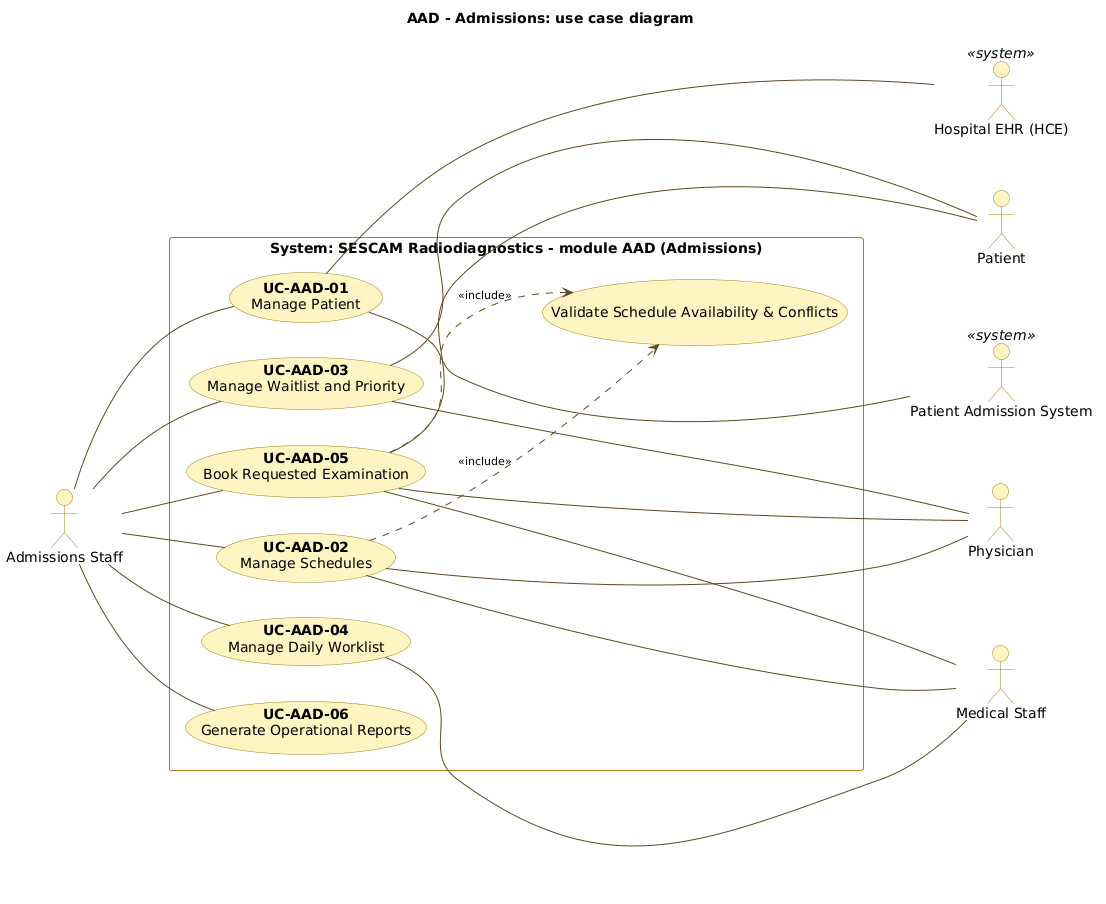 AAD - Admissions: use case diagram
«system»
Hospital EHR (HCE)
Patient
System: SESCAM Radiodiagnostics - module AAD (Admissions)
UC-AAD-01
Manage Patient
«include»
Validate Schedule Availability & Conflicts
«system»
Patient Admission System
UC-AAD-03
Manage Waitlist and Priority
UC-AAD-05
Book Requested Examination
«include»
Admissions Staff
Physician
UC-AAD-02
Manage Schedules
UC-AAD-04
Manage Daily Worklist
Medical Staff
UC-AAD-06
Generate Operational Reports